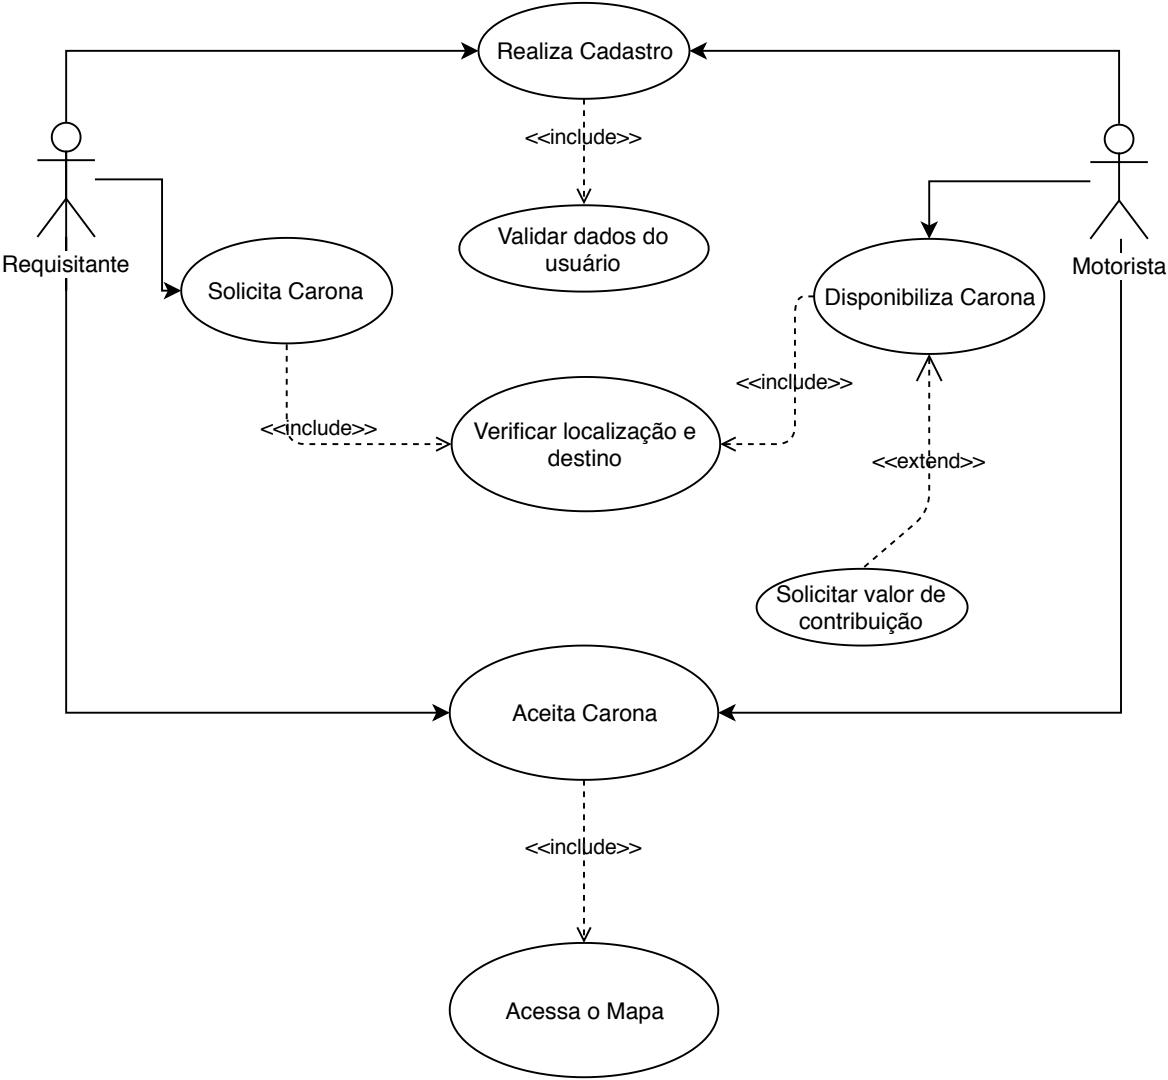 Realiza Cadastro
<<include>>
Validar dados do
usuário
Requisitante
Motorista
Solicita Carona
Disponibiliza Carona
<<include>>
<<include>>
Verificar localização e
destino
<<extend>>
Solicitar valor de
contribuição
Aceita Carona
<<include>>
Acessa o Mapa